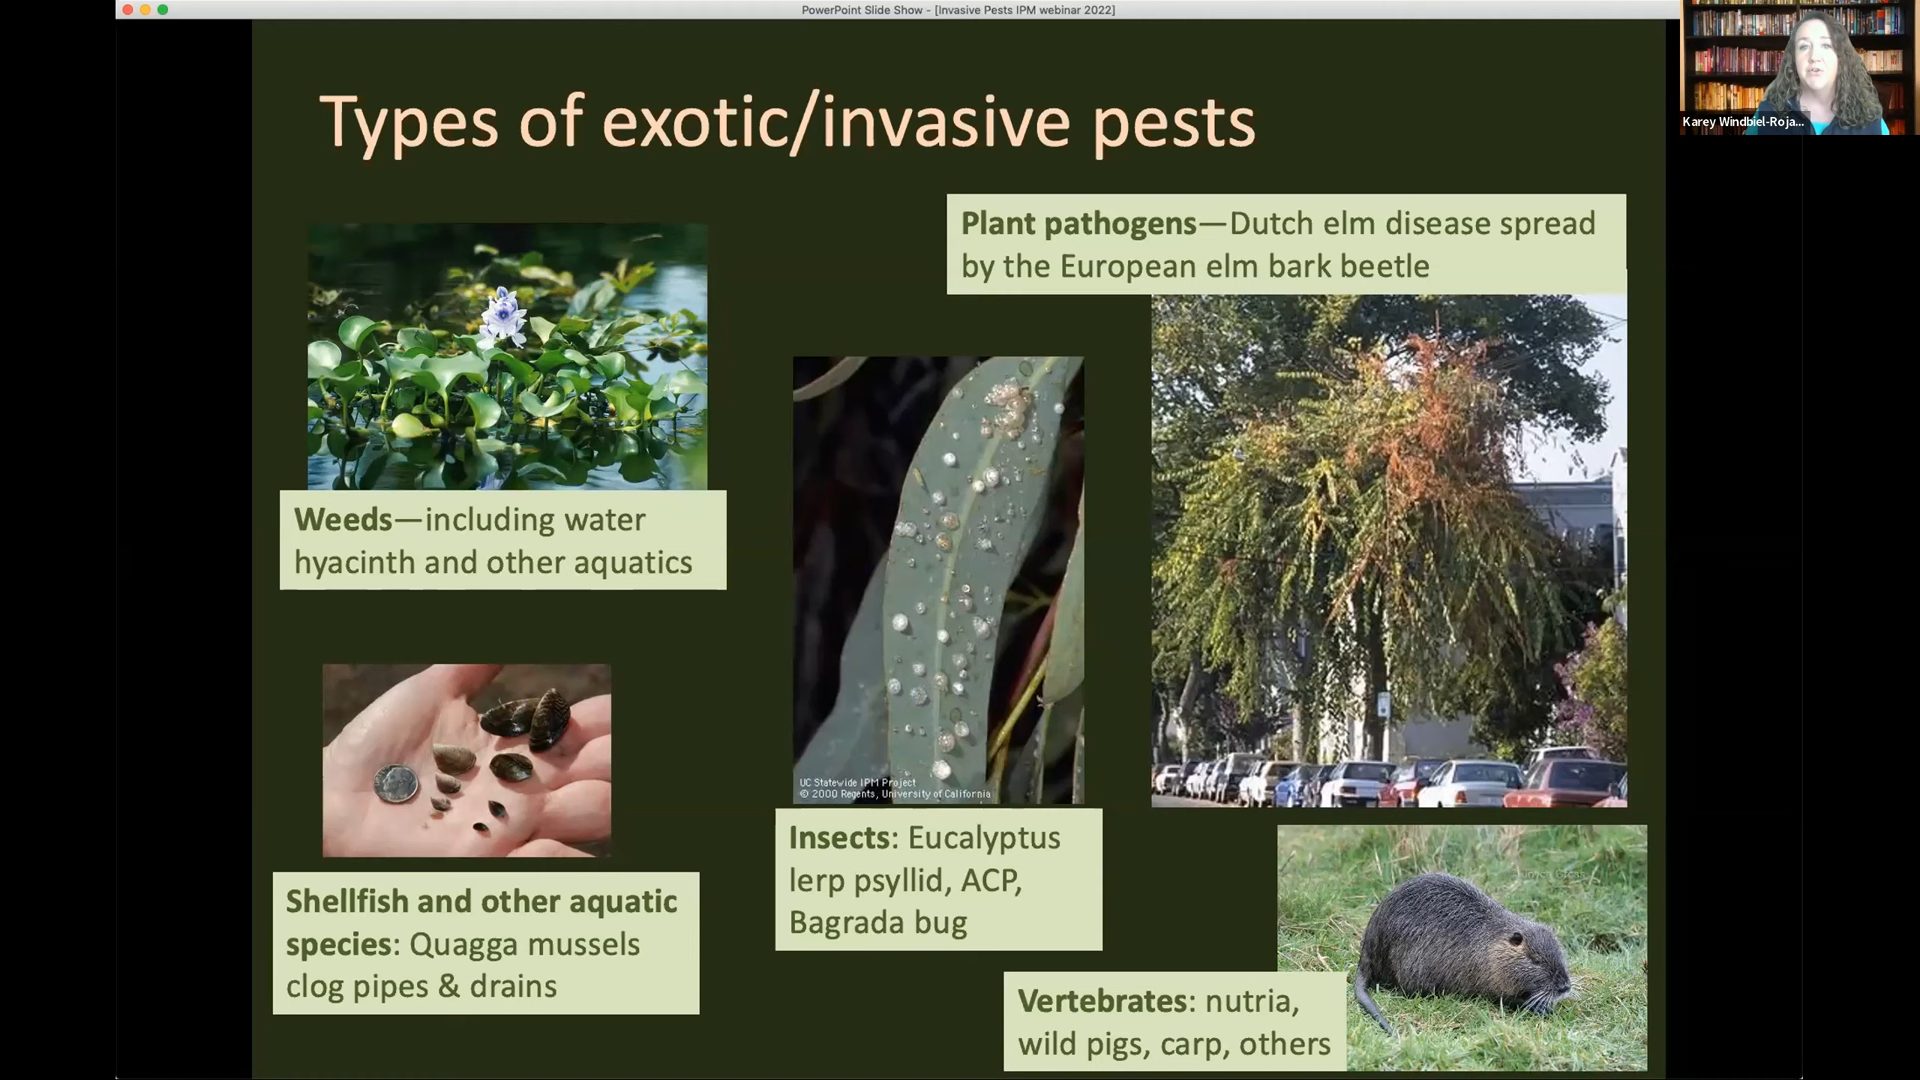 PowerPoint Slide Show - [Invasive Pests IPM webinar 2022]
Karey Windbiel-Roja...
Types of exotic/invasive pests
Plant pathogens—Dutch elm disease spread
by the European elm bark beetle
Weeds—including water
hyacinth and other aquatics
UC Statewide IPM Project
© 2000 Regents, University of California
Insects: Eucalyptus
lerp psyllid, ACP,
Bagrada bug
Shellfish and other aquatic
species: Quagga mussels
clog pipes & drains
Vertebrates: nutria,
wild pigs, carp, others